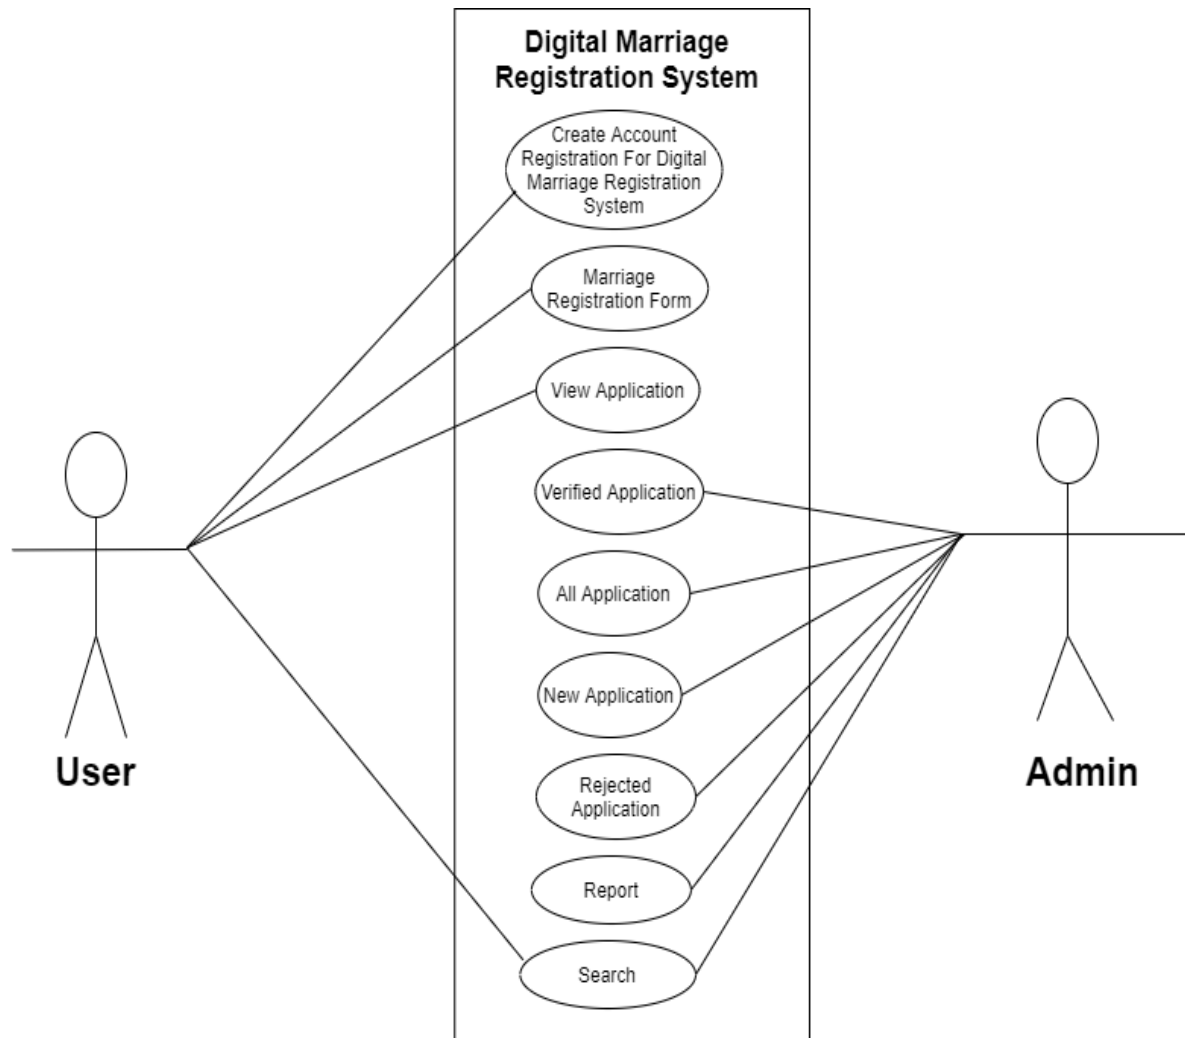 Digital Marriage
Registration System
Create Account
Registration For Digital
Marriage Registration
System
Marriage
Registration Form
View Application
Verified Application
All Application
New Application
Rejected
Application
Report
Search
User
Admin